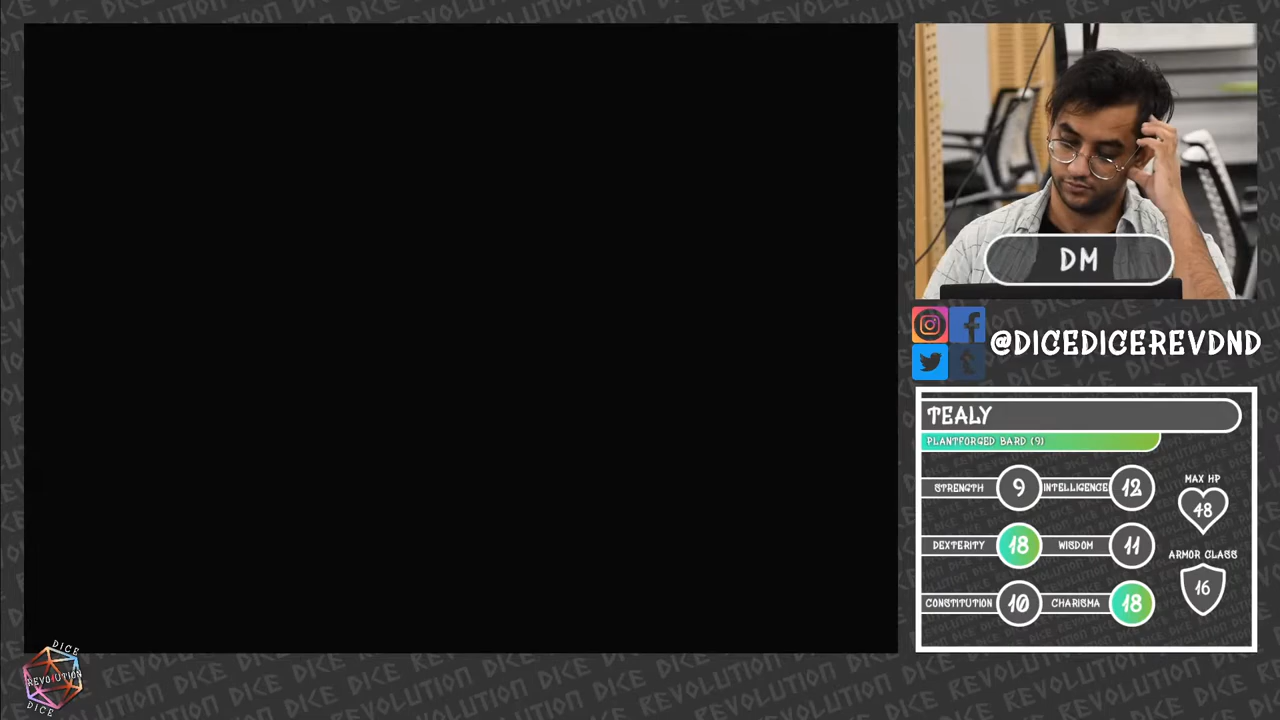 DM
@DICEDICEREVDND
TEALY
PLANTFORGED BARD (9)
STRENGTH 9 INTELLIGENCE 12
MAX HP
48
DEXTERITY 18 WISDOM 11
ARMOR CLASS
16
CONSTITUTION 10 CHARISMA 18
DICE
REVOLUTION
DICE